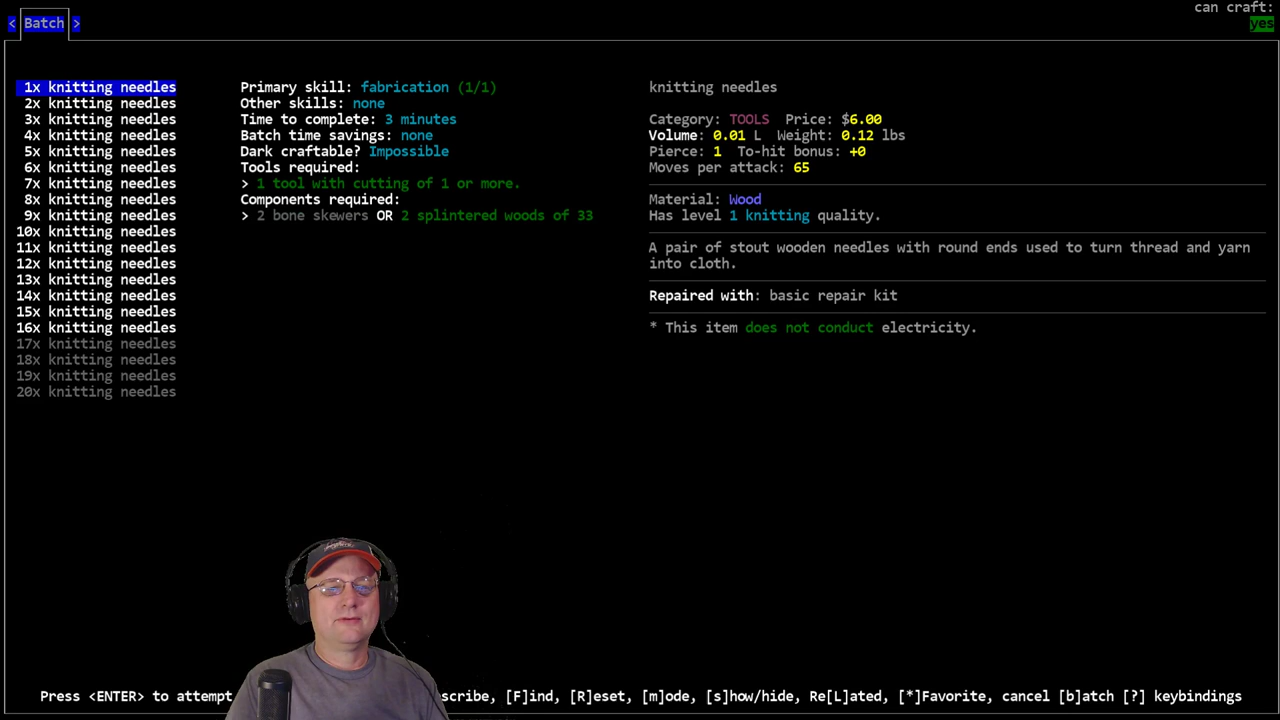 can craft:
< Batch >
yes
1x knitting needles
2x knitting needles
3x knitting needles
4x knitting needles
5x knitting needles
6x knitting needles
7x knitting needles
8x knitting needles
9x knitting needles
10x knitting needles
11x knitting needles
12x knitting needles
13x knitting needles
14x knitting needles
15x knitting needles
16x knitting needles
17x knitting needles
18x knitting needles
19x knitting needles
20x knitting needles
Primary skill: fabrication (1/1)
Other skills: none
Time to complete: 3 minutes
Batch time savings: none
Dark craftable? Impossible
Tools required:
> 1 tool with cutting of 1 or more.
Components required:
> 2 bone skewers OR 2 splintered woods of 33
knitting needles
Category: TOOLS Price: $6.00
Volume: 0.01 L Weight: 0.12 lbs
Pierce: 1 To-hit bonus: +0
Moves per attack: 65
Material: Wood
Has level 1 knitting quality.
A pair of stout wooden needles with round ends used to turn thread and yarn
into cloth.
Repaired with: basic repair kit
* This item does not conduct electricity.
Press <ENTER> to attempt scribe, [F]ind, [R]eset, [m]ode, [s]how/hide, Re[L]ated, [*]Favorite, cancel [b]atch [?] keybindings